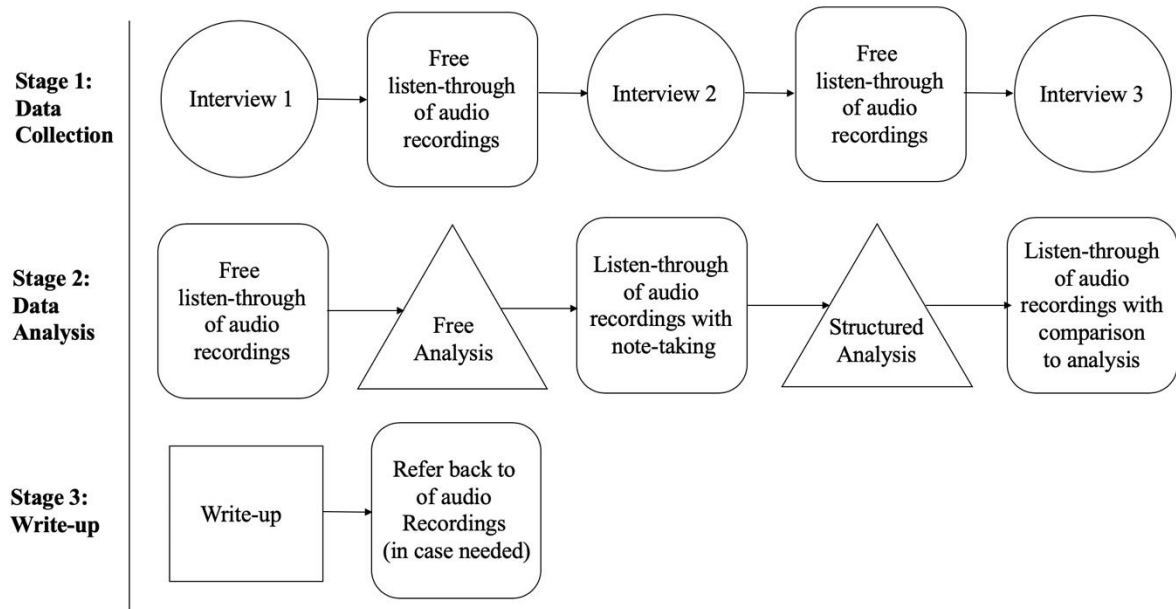 Stage 1:
Data
Collection
Interview 1
Free
listen-through
of audio
recordings
Interview 2
Free
listen-through
of audio
recordings
Interview 3
Stage 2:
Data
Analysis
Free
listen-through
of audio
recordings
Free
Analysis
Listen-through
of audio
recordings with
note-taking
Structured
Analysis
Listen-through
of audio
recordings with
comparison
to analysis
Stage 3:
Write-up
Write-up
Refer back to
of audio
Recordings
(in case needed)